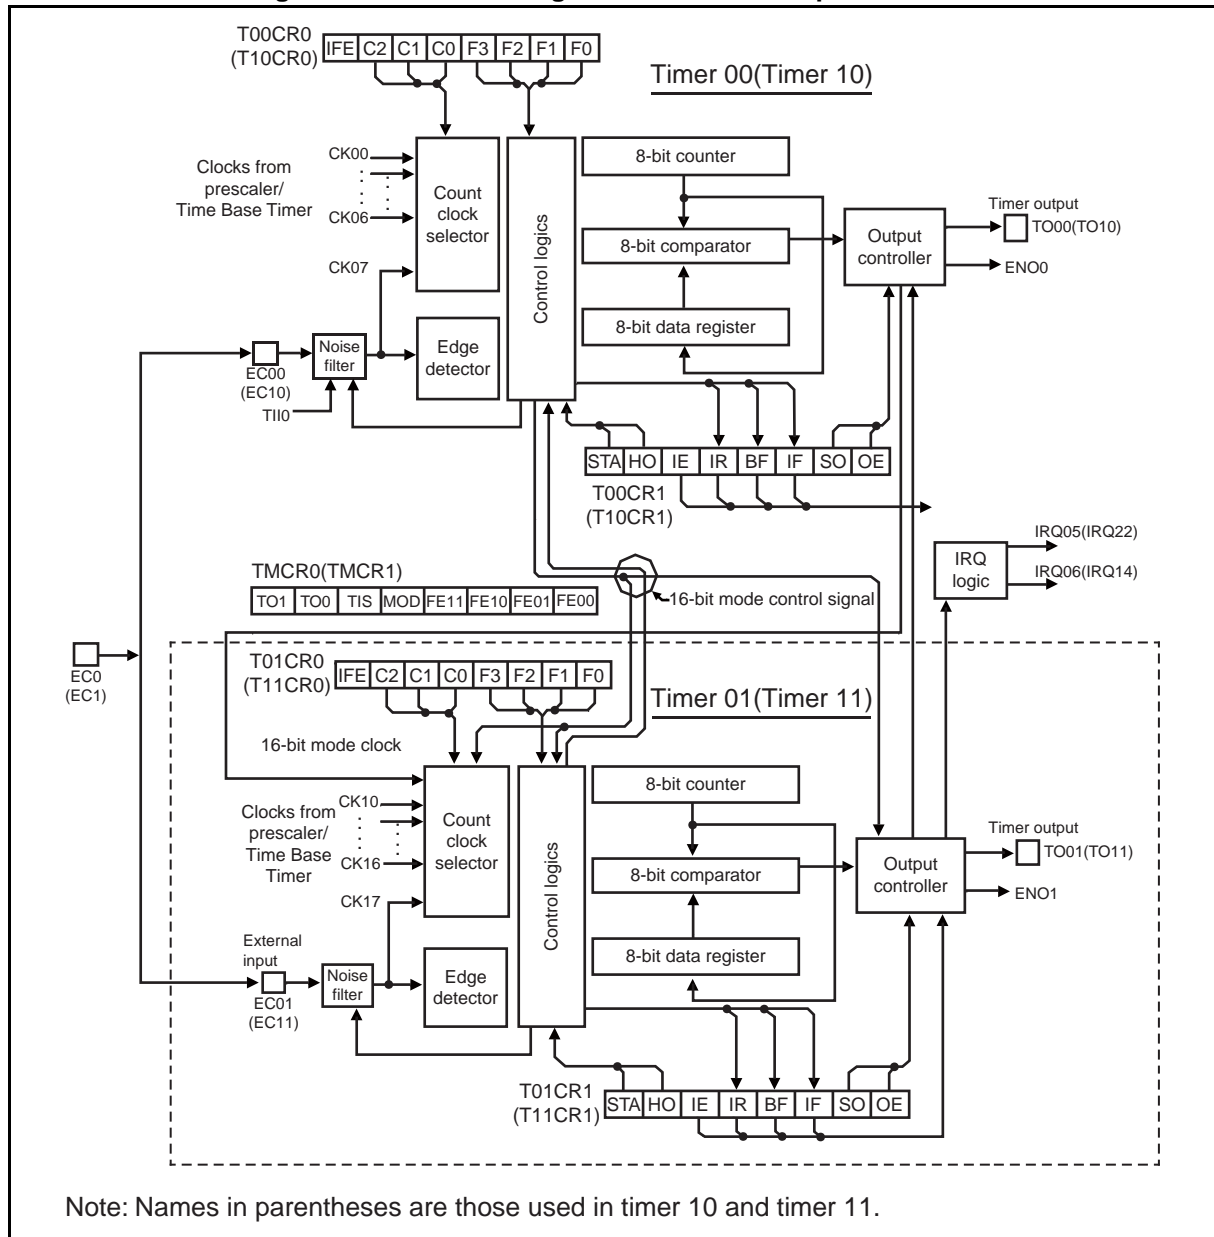 T00CR0
(T10CR0)
IFE C2 C1 C0 F3 F2 F1 F0
Timer 00(Timer 10)
Clocks from
prescaler/
Time Base Timer
CK00
CK06
CK07
Count
clock
selector
Control logics
8-bit counter
8-bit comparator
8-bit data register
Output
controller
Timer output
TO00(TO10)
ENO0
EC00
(EC10)
TII0
Noise
filter
Edge
detector
STA HO IE IR BF IF SO OE
T00CR1
(T10CR1)
IRQ
logic
IRQ05(IRQ22)
IRQ06(IRQ14)
TMCR0(TMCR1)
TO1 TO0 TIS MOD FE11 FE10 FE01 FE00
16-bit mode control signal
EC0
(EC1)
T01CR0
(T11CR0)
IFE C2 C1 C0 F3 F2 F1 F0
Timer 01(Timer 11)
16-bit mode clock
Clocks from
prescaler/
Time Base
Timer
CK10
CK16
CK17
Count
clock
selector
Control logics
8-bit counter
8-bit comparator
8-bit data register
Output
controller
Timer output
TO01(TO11)
ENO1
External
input
EC01
(EC11)
Noise
filter
Edge
detector
T01CR1
(T11CR1)
STA HO IE IR BF IF SO OE
Note: Names in parentheses are those used in timer 10 and timer 11.